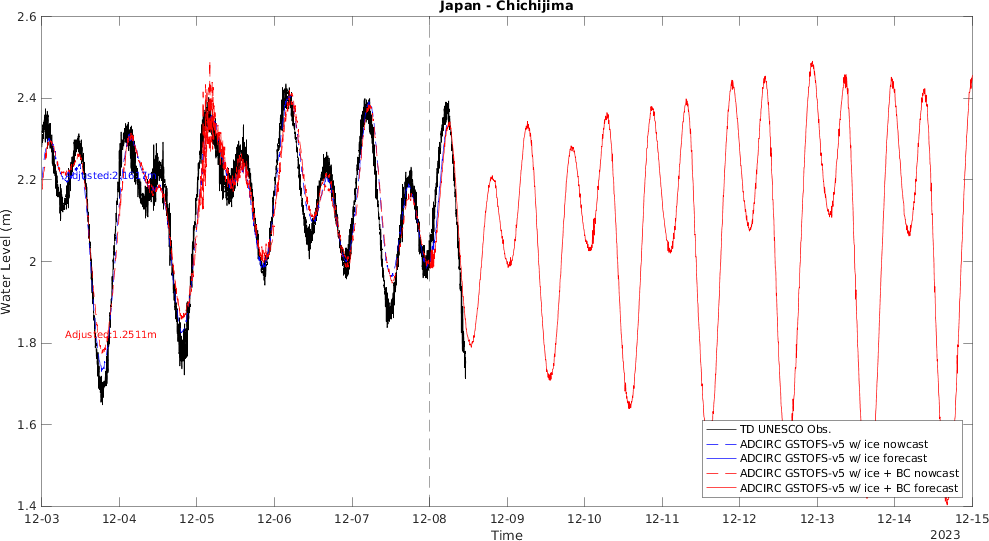 Japan - Chichijima
Water Level (m)
2.6
2.4
2.2
2
1.8
1.6
1.4
Adjusted:1.2511m
TD UNESCO Obs.
ADCIRC GSTOFS-v5 w/ ice nowcast
ADCIRC GSTOFS-v5 w/ ice forecast
ADCIRC GSTOFS-v5 w/ ice + BC nowcast
ADCIRC GSTOFS-v5 w/ ice + BC forecast
12-03 12-04 12-05 12-06 12-07 12-08 12-09 12-10 12-11 12-12 12-13 12-14 12-15
Time
2023